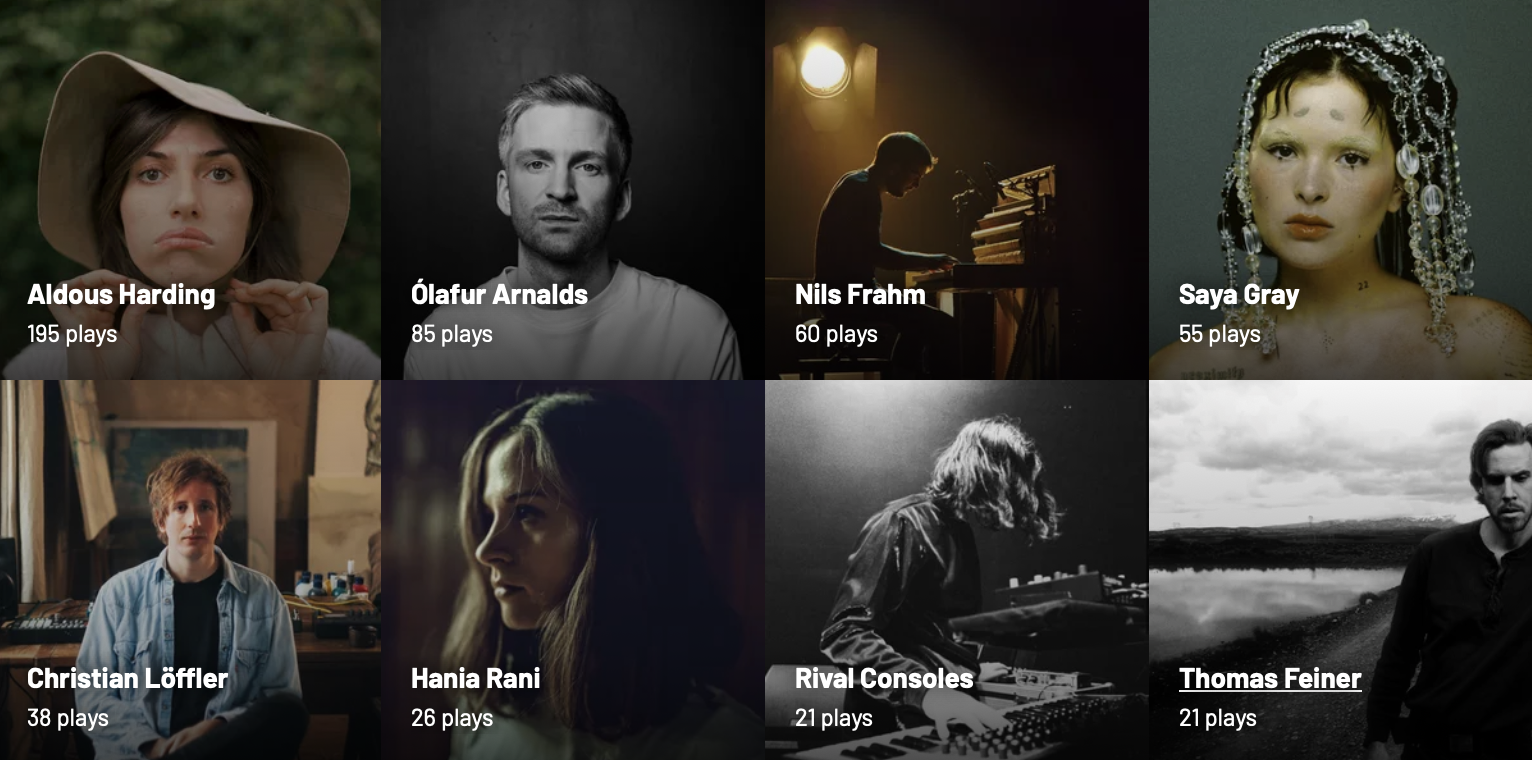 Aldous Harding
195 plays
Ólafur Arnalds
85 plays
Nils Frahm
60 plays
Saya Gray
55 plays
Christian Löffler
38 plays
Hania Rani
26 plays
Rival Consoles
21 plays
Thomas Feiner
21 plays